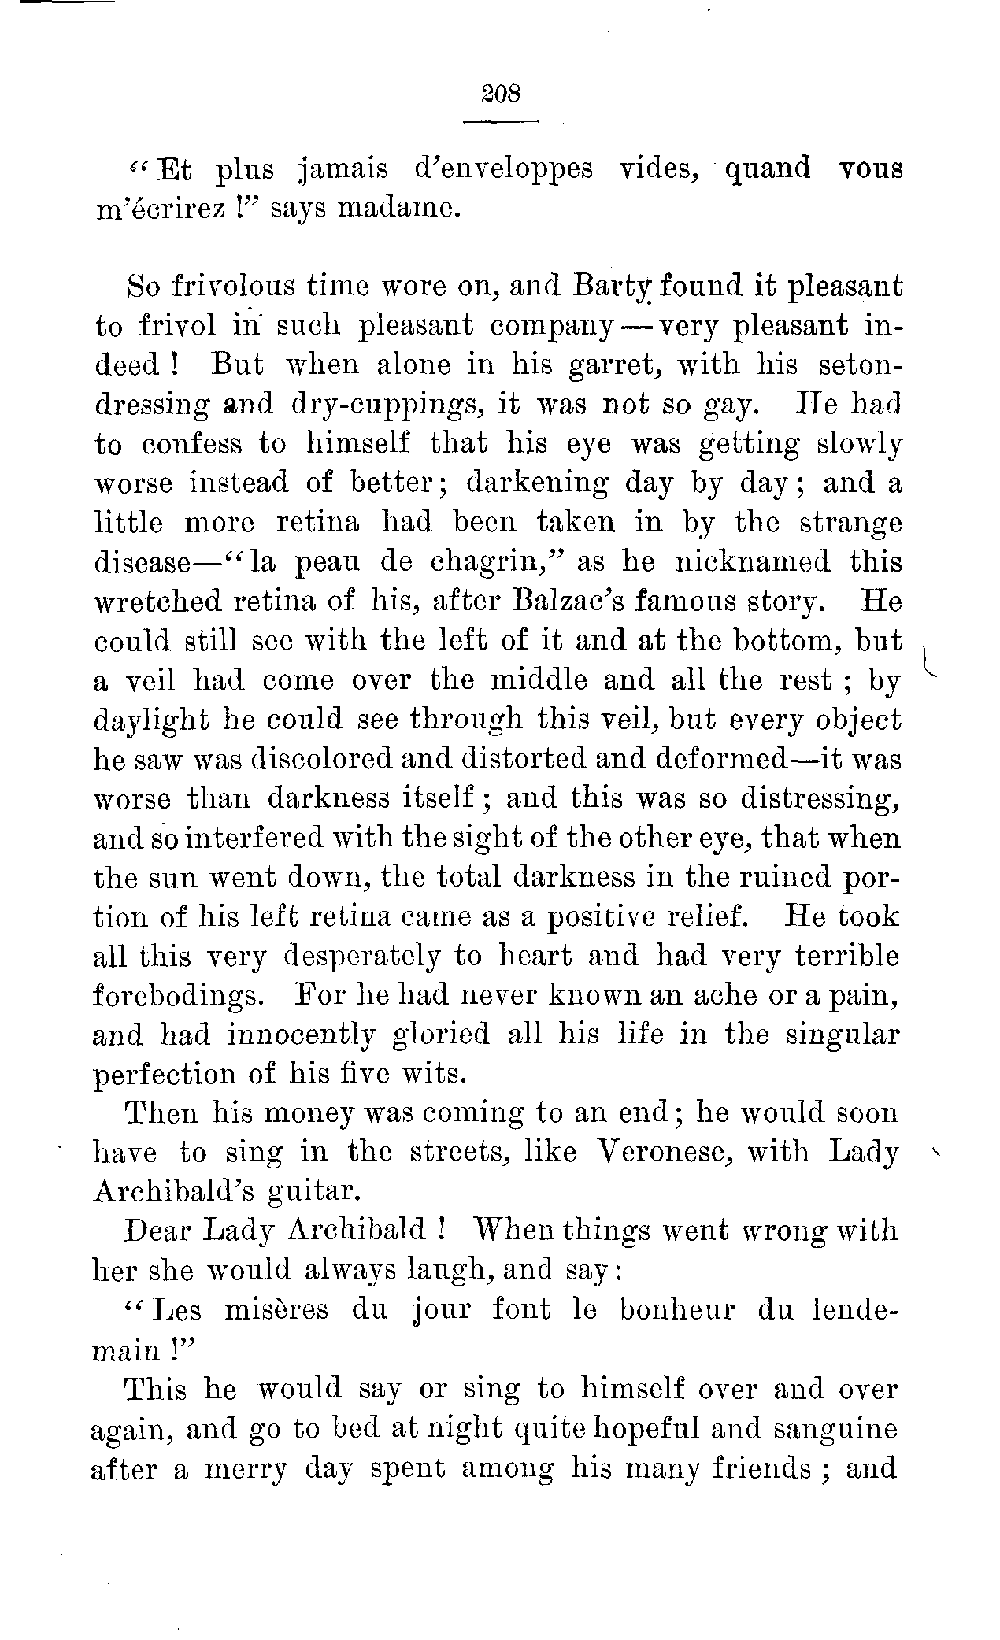 208
“Et plus jamais d’enveloppes vides, quand vous
m’écrirez !” says madame.
So frivolous time wore on, and Barty found it pleasant
to frivol in such pleasant company—very pleasant in-
deed ! But when alone in his garret, with his seton-
dressing and dry-cuppings, it was not so gay. He had
to confess to himself that his eye was getting slowly
worse instead of better; darkening day by day; and a
little more retina had been taken in by the strange
disease—“la peau de chagrin,” as he nicknamed this
wretched retina of his, after Balzac’s famous story. He
could still see with the left of it and at the bottom, but
a veil had come over the middle and all the rest ; by
daylight he could see through this veil, but every object
he saw was discolored and distorted and deformed—it was
worse than darkness itself; and this was so distressing,
and so interfered with the sight of the other eye, that when
the sun went down, the total darkness in the ruined por-
tion of his left retina came as a positive relief. He took
all this very desperately to heart and had very terrible
forebodings. For he had never known an ache or a pain,
and had innocently gloried all his life in the singular
perfection of his five wits.
Then his money was coming to an end; he would soon
have to sing in the streets, like Veronese, with Lady
Archibald’s guitar.
Dear Lady Archibald ! When things went wrong with
her she would always laugh, and say:
“Les misères du jour font le bonheur du lende-
main !”
This he would say or sing to himself over and over
again, and go to bed at night quite hopeful and sanguine
after a merry day spent among his many friends ; and